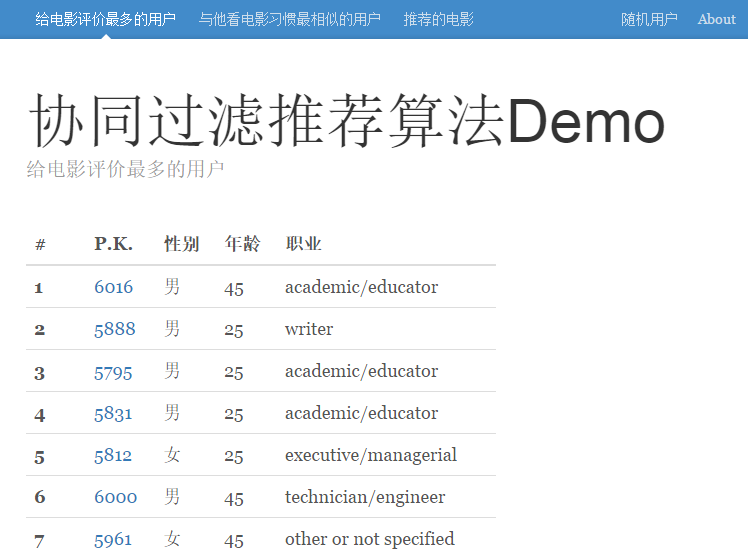 给电影评价最多的用户 与他看电影习惯最相似的用户 推荐的电影 随机用户 About
协同过滤推荐算法Demo
给电影评价最多的用户
# P.K. 性别 年龄 职业
1 6016 男 45 academic/educator
2 5888 男 25 writer
3 5795 男 25 academic/educator
4 5831 男 25 academic/educator
5 5812 女 25 executive/managerial
6 6000 男 45 technician/engineer
7 5961 女 45 other or not specified